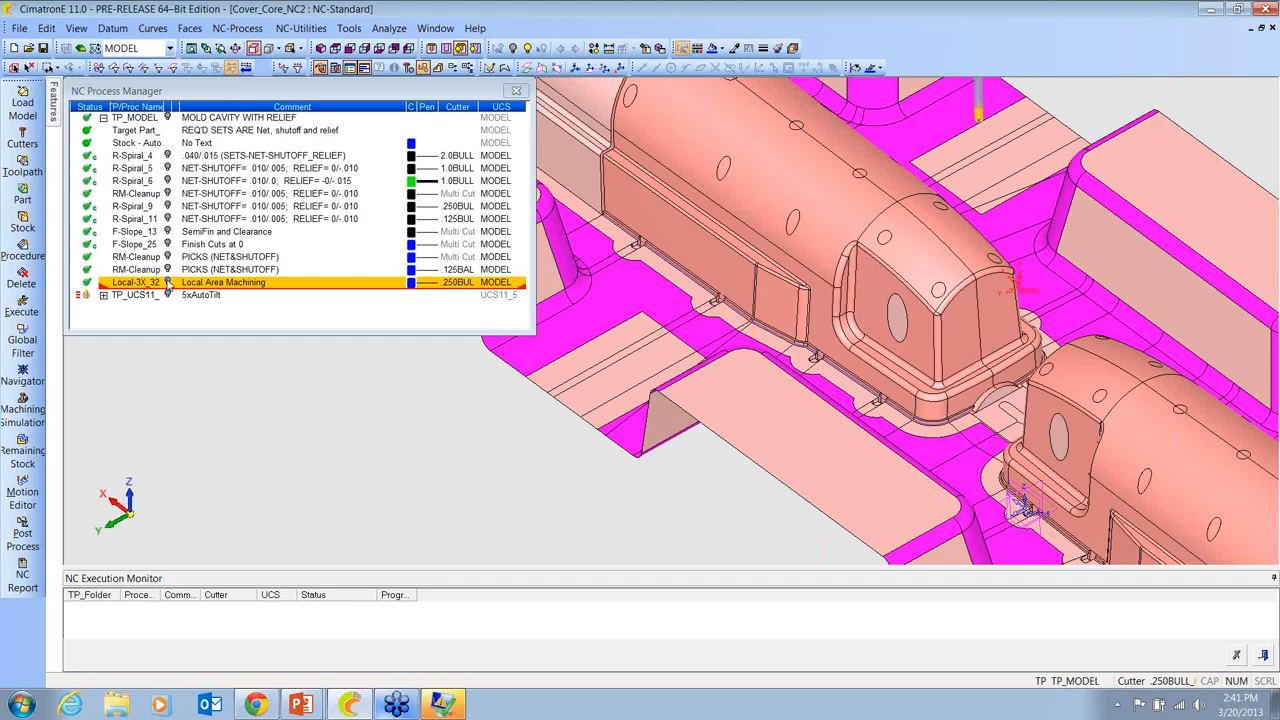 CimatronE 11.0 - PRE-RELEASE 64-Bit Edition - [Cover_Core_NC2 : NC-Standard]
File Edit View Datum Curves Faces NC-Process NC-Utilities Tools Analyze Window Help
MODEL
Load Model
Cutters
Toolpath
Part
Stock
Procedure
Delete
Execute
Global Filter
Navigator
Machining Simulation
Remaining Stock
Motion Editor
Post Process
NC Report
Features
NC Process Manager
Status TP/Proc Name Comment C Pen Cutter UCS
TP_MODEL MOLD CAVITY WITH RELIEF MODEL
Target Part_ REQ'D SETS ARE Net, shutoff and relief MODEL
Stock - Auto No Text MODEL
R-Spiral_4 .040/.015 (SETS-NET-SHUTOFF_RELIEF) 2.0BULL MODEL
R-Spiral_5 NET-SHUTOFF= .010/.005; RELIEF= 0/-.010 1.0BULL MODEL
R-Spiral_6 NET-SHUTOFF= .010/ 0; RELIEF= -0/-.015 1.0BULL MODEL
RM-Cleanup NET-SHUTOFF= .010/.005; RELIEF= 0/-.010 Multi Cut MODEL
R-Spiral_9 NET-SHUTOFF= .010/.005; RELIEF= 0/-.010 .250BUL MODEL
R-Spiral_11 NET-SHUTOFF= .010/.005; RELIEF= 0/-.010 .125BUL MODEL
F-Slope_13 SemiFin and Clearance Multi Cut MODEL
F-Slope_25 Finish Cuts at 0 Multi Cut MODEL
RM-Cleanup PICKS (NET&SHUTOFF) Multi Cut MODEL
RM-Cleanup PICKS (NET&SHUTOFF) .125BAL MODEL
Local-3X_32 Local Area Machining .250BUL MODEL
TP_UCS11_ 5xAutoTilt UCS11_5
Z
X
Y
NC Execution Monitor
TP_Folder Proce... Comm... Cutter UCS Status Progr...
TP TP_MODEL Cutter .250BULL_ CAP NUM SCRL
2:41 PM
3/20/2013